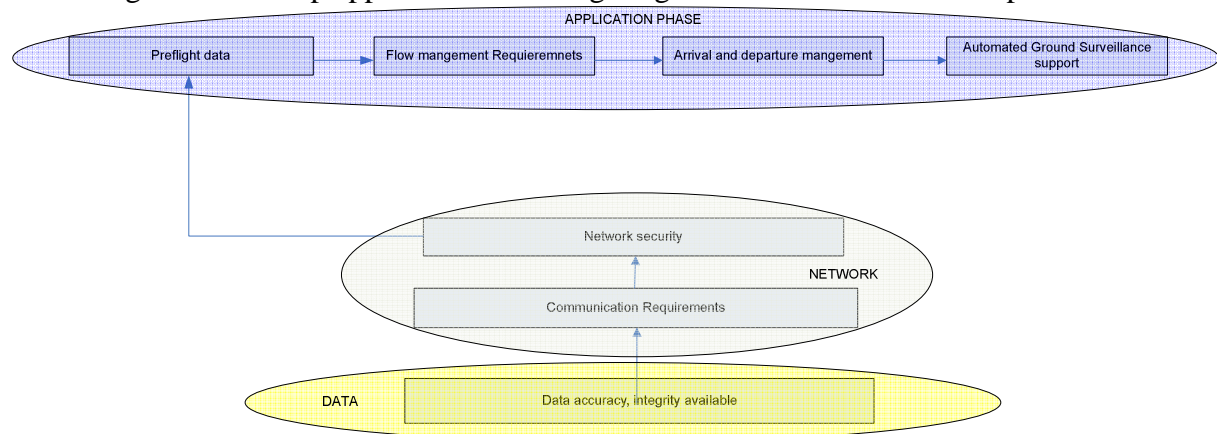 APPLICATION PHASE
Preflight data
Flow mangement Requieremnets
Arrival and departure mangement
Automated Ground Surveillance
support
Network security
NETWORK
Communication Requirements
DATA
Data accuracy, integrity available